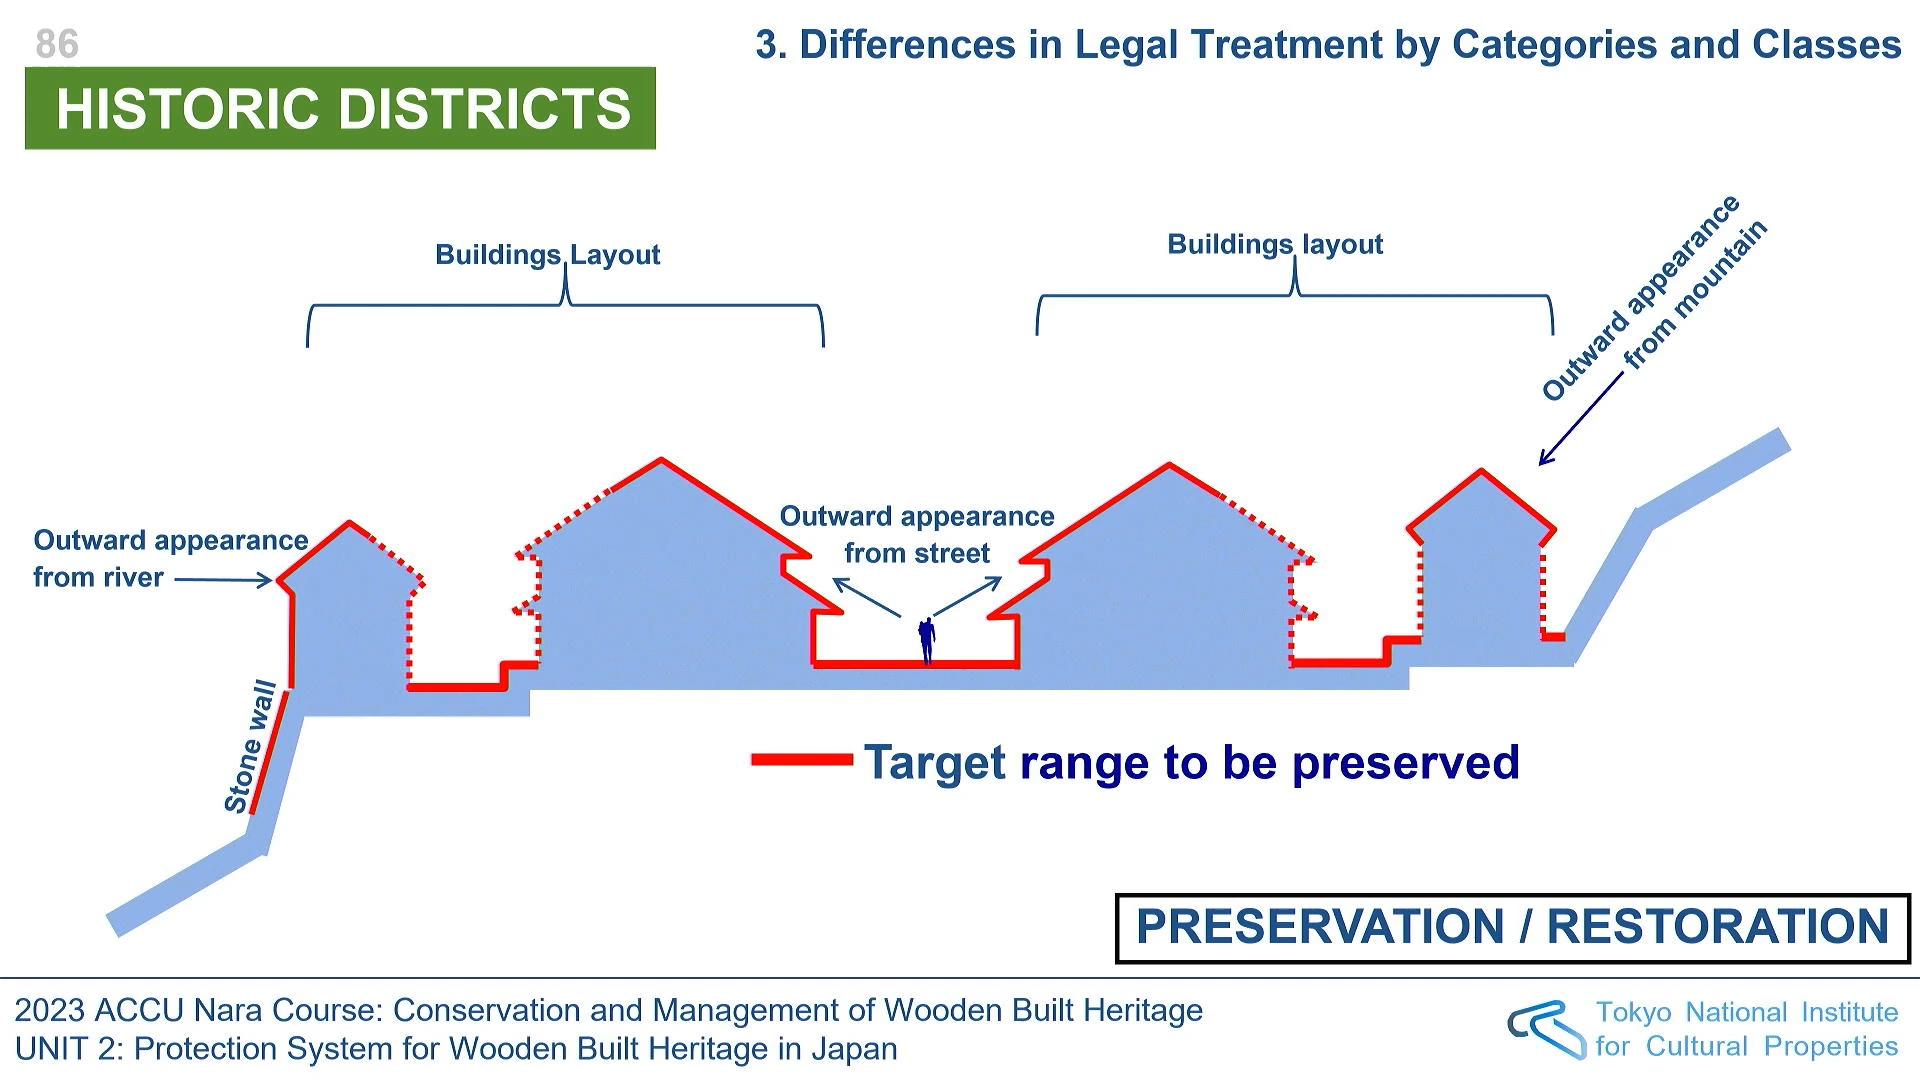 86
3. Differences in Legal Treatment by Categories and Classes
HISTORIC DISTRICTS
Buildings Layout
Buildings layout
Outward appearance
from mountain
Outward appearance
from river
Outward appearance
from street
Stone wall
Target range to be preserved
PRESERVATION / RESTORATION
2023 ACCU Nara Course: Conservation and Management of Wooden Built Heritage
UNIT 2: Protection System for Wooden Built Heritage in Japan
Tokyo National Institute
for Cultural Properties